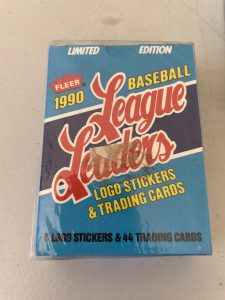 LIMITED EDITION
FLEER
1990
BASEBALL
League
Leaders
LOGO STICKERS
& TRADING CARDS
6 LOGO STICKERS & 44 TRADING CARDS